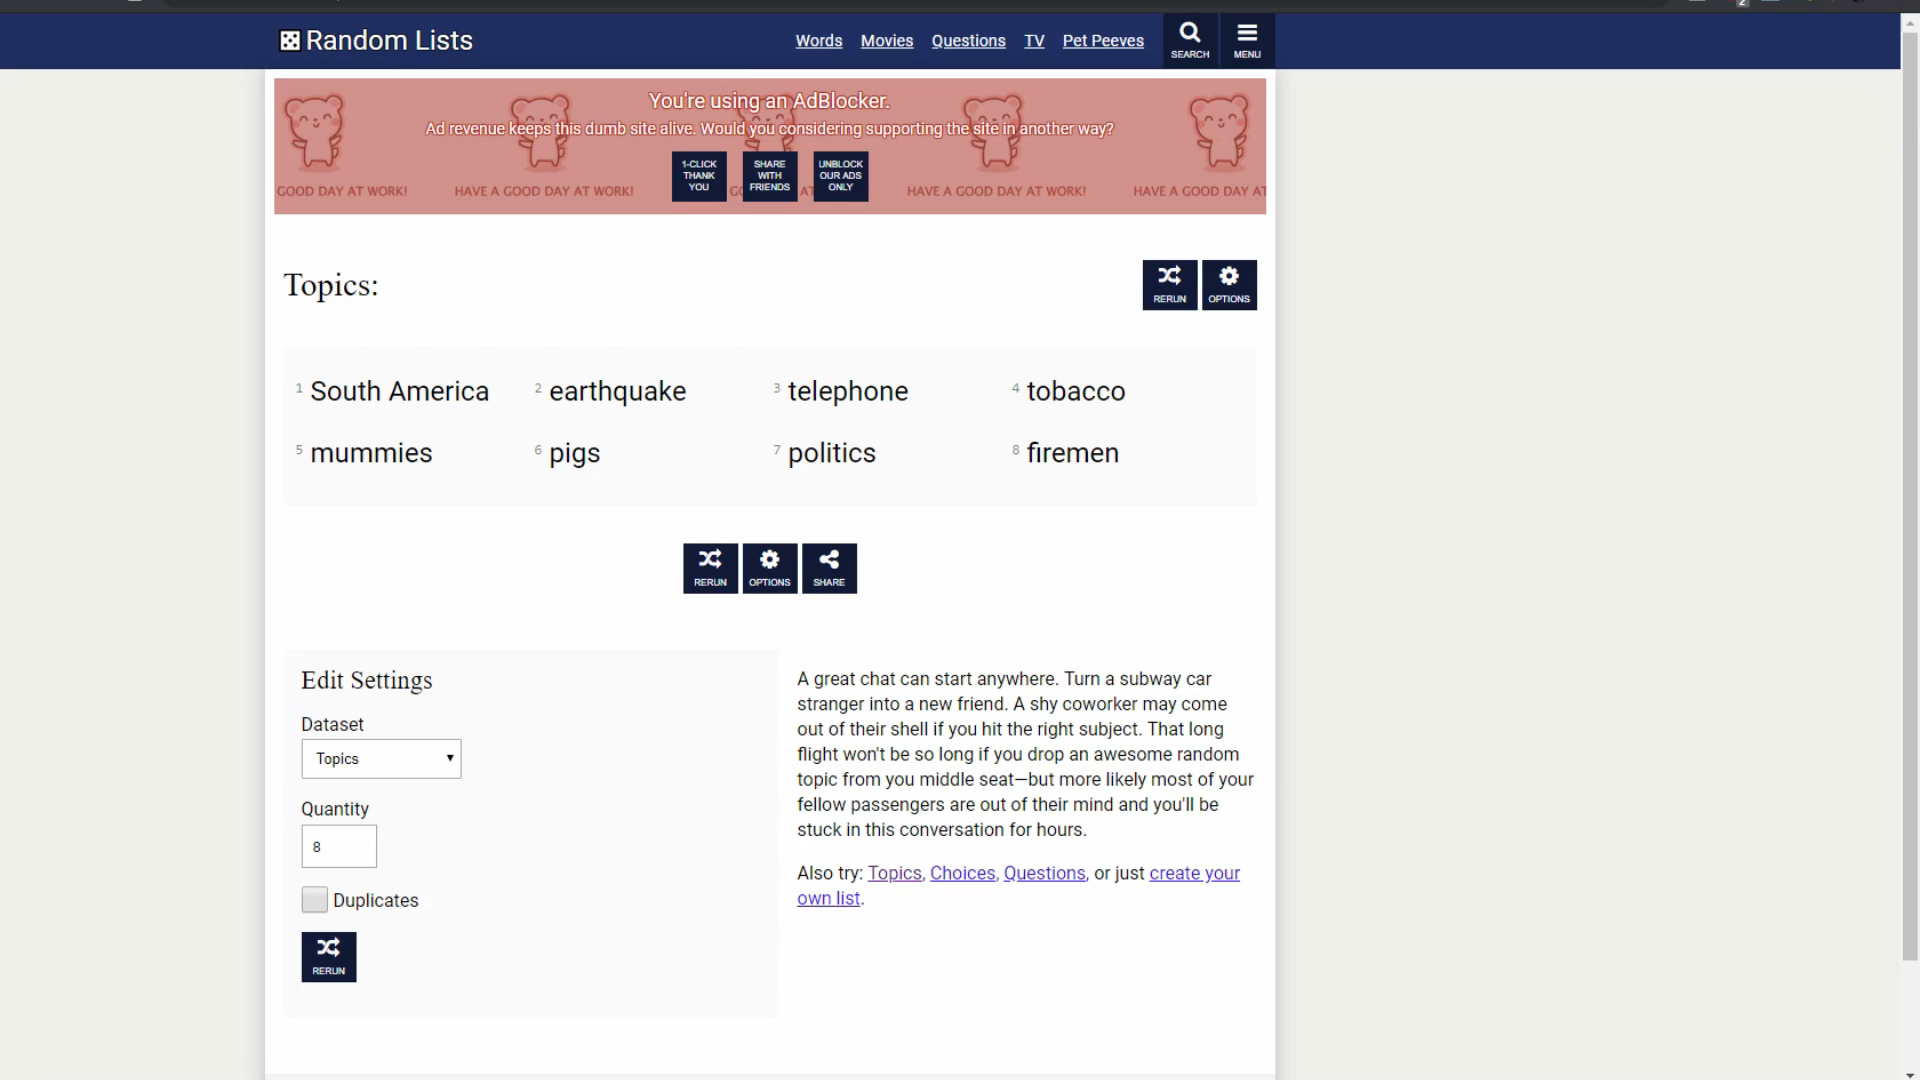 Random Lists
Words Movies Questions TV Pet Peeves SEARCH MENU
You're using an AdBlocker.
Ad revenue keeps this dumb site alive. Would you considering supporting the site in another way?
1-CLICK THANK YOU
SHARE WITH FRIENDS
UNBLOCK OUR ADS ONLY
GOOD DAY AT WORK! HAVE A GOOD DAY AT WORK! HAVE A GOOD DAY AT WORK! HAVE A GOOD DAY AT
Topics:
RERUN OPTIONS
1 South America 2 earthquake 3 telephone 4 tobacco
5 mummies 6 pigs 7 politics 8 firemen
RERUN OPTIONS SHARE
Edit Settings
Dataset
Topics
Quantity
8
Duplicates
RERUN
A great chat can start anywhere. Turn a subway car
stranger into a new friend. A shy coworker may come
out of their shell if you hit the right subject. That long
flight won't be so long if you drop an awesome random
topic from you middle seat—but more likely most of your
fellow passengers are out of their mind and you'll be
stuck in this conversation for hours.
Also try: Topics, Choices, Questions, or just create your
own list.